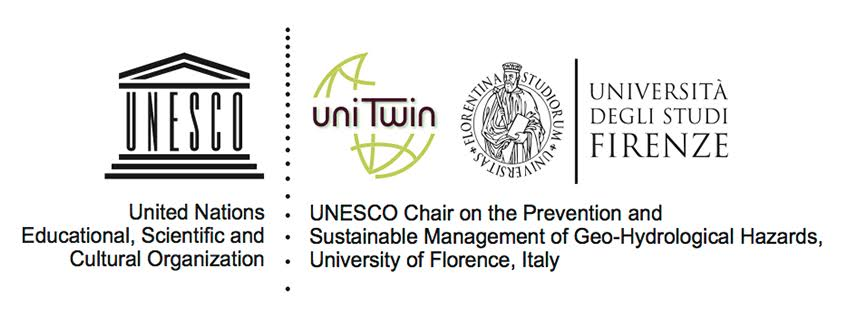 UNESCO
United Nations
Educational, Scientific and
Cultural Organization
uniTwin
FLORENTINA STUDIORUM UNIVERSITAS
UNIVERSITÀ
DEGLI STUDI
FIRENZE
UNESCO Chair on the Prevention and
Sustainable Management of Geo-Hydrological Hazards,
University of Florence, Italy